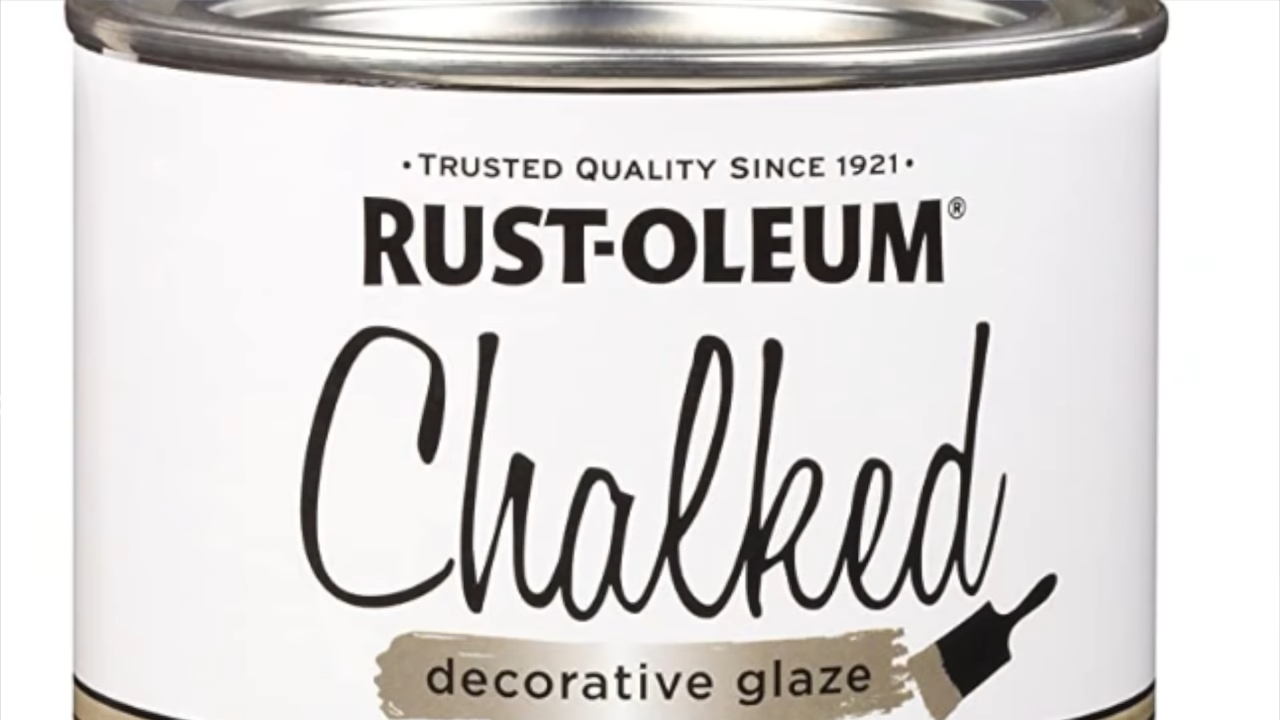 • TRUSTED QUALITY SINCE 1921 •
RUST-OLEUM®
Chalked
decorative glaze